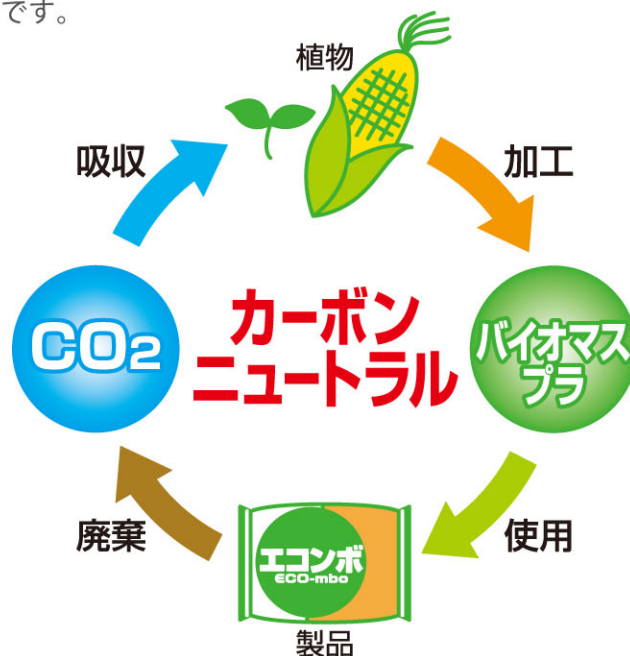 です。
植物
吸収
加工
CO2
カーボン
ニュートラル
バイオマス
プラ
廃棄
使用
エコンボ
ECO-mbo
製品